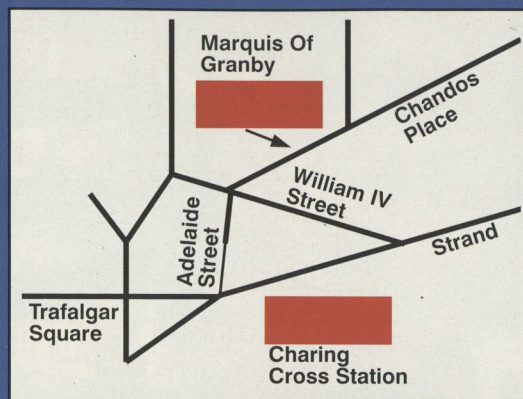 Marquis Of
Granby
Chandos
Place
William IV
Street
Adelaide
Street
Strand
Trafalgar
Square
Charing
Cross Station